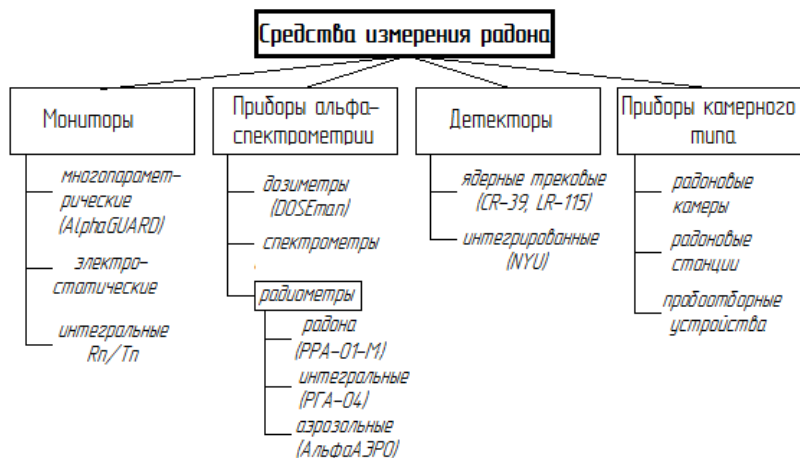 Средства измерения радона
Мониторы
многопарамет-
рические
(AlphaGUARD)
электро-
статические
интегральные
Rn/Tn
Приборы альфа-
спектрометрии
дозиметры
(DOSEman)
спектрометры
радиометры
радона
(РРА-01-М)
интегральные
(РГА-04)
аэрозольные
(АльфаАЭРО)
Детекторы
ядерные трековые
(CR-39, LR-115)
интегрированные
(NYU)
Приборы камерного
типа
радоновые
камеры
радоновые
станции
пробоотборные
устройства